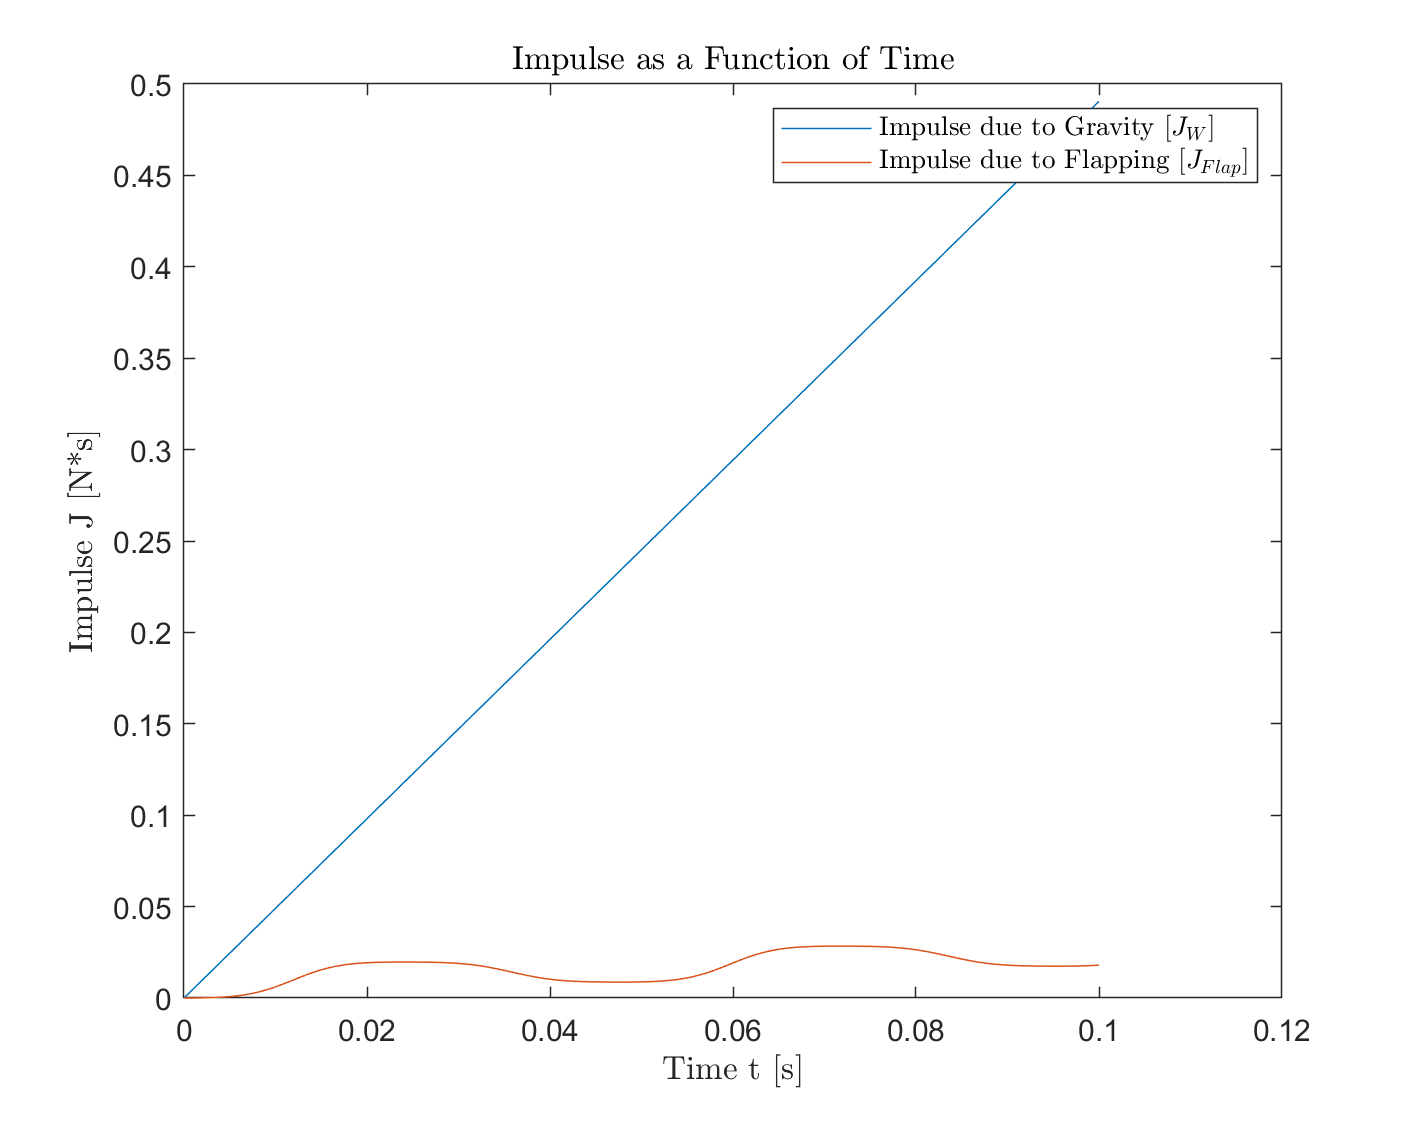 Impulse as a Function of Time
0.5
0.45
0.4
0.35
0.3
0.25
0.2
0.15
0.1
0.05
0
Impulse due to Gravity [J_W]
Impulse due to Flapping [J_{Flap}]
Impulse J [N*s]
0 0.02 0.04 0.06 0.08 0.1 0.12
Time t [s]